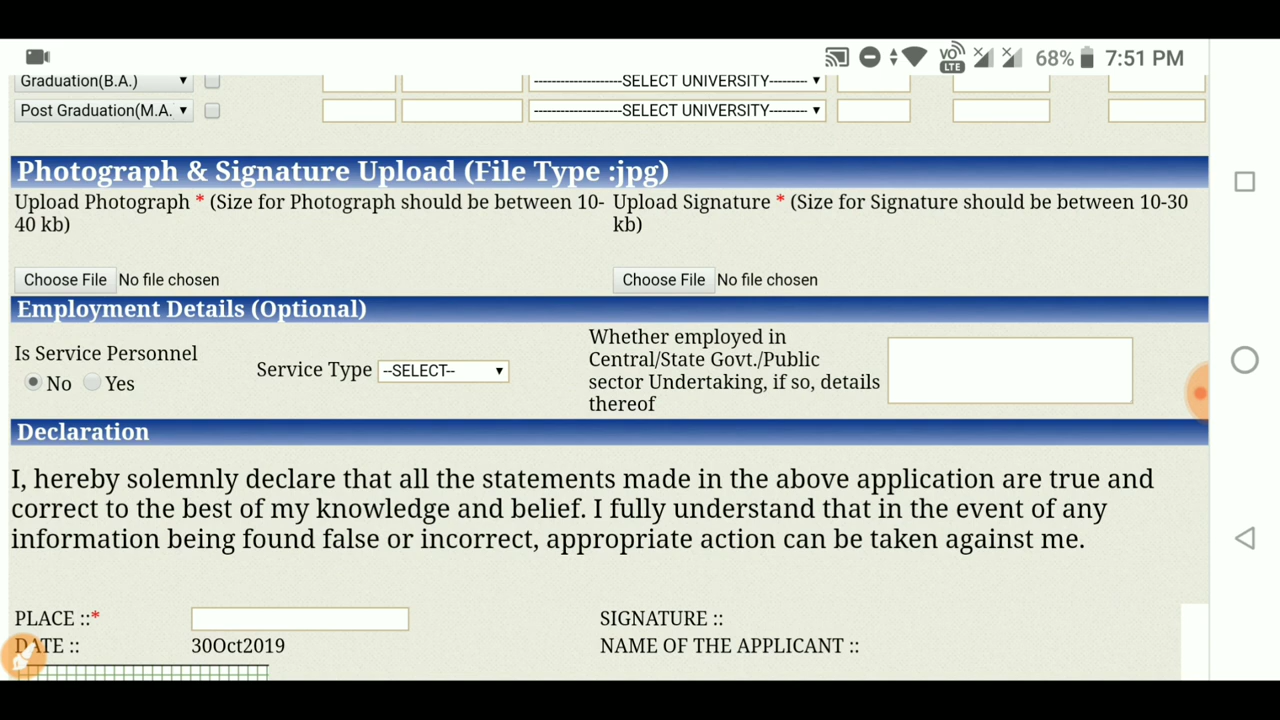 VO LTE 68% 7:51 PM
Graduation(B.A.) --------------------SELECT UNIVERSITY---------
Post Graduation(M.A. --------------------SELECT UNIVERSITY---------
Photograph & Signature Upload (File Type :jpg)
Upload Photograph * (Size for Photograph should be between 10-
40 kb)
Upload Signature * (Size for Signature should be between 10-30
kb)
Choose File No file chosen
Choose File No file chosen
Employment Details (Optional)
Is Service Personnel
No Yes
Service Type --SELECT--
Whether employed in
Central/State Govt./Public
sector Undertaking, if so, details
thereof
Declaration
I, hereby solemnly declare that all the statements made in the above application are true and
correct to the best of my knowledge and belief. I fully understand that in the event of any
information being found false or incorrect, appropriate action can be taken against me.
PLACE ::* SIGNATURE ::
DATE :: 30Oct2019 NAME OF THE APPLICANT ::